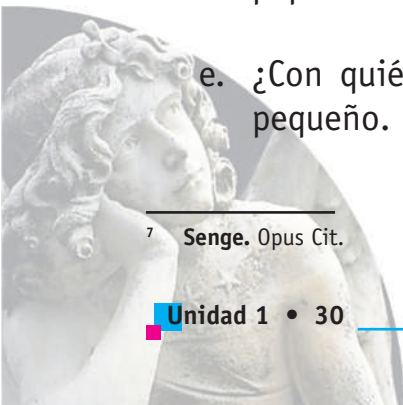 e. ¿Con quié
pequeño.
7 Senge. Opus Cit.
Unidad 1 • 30